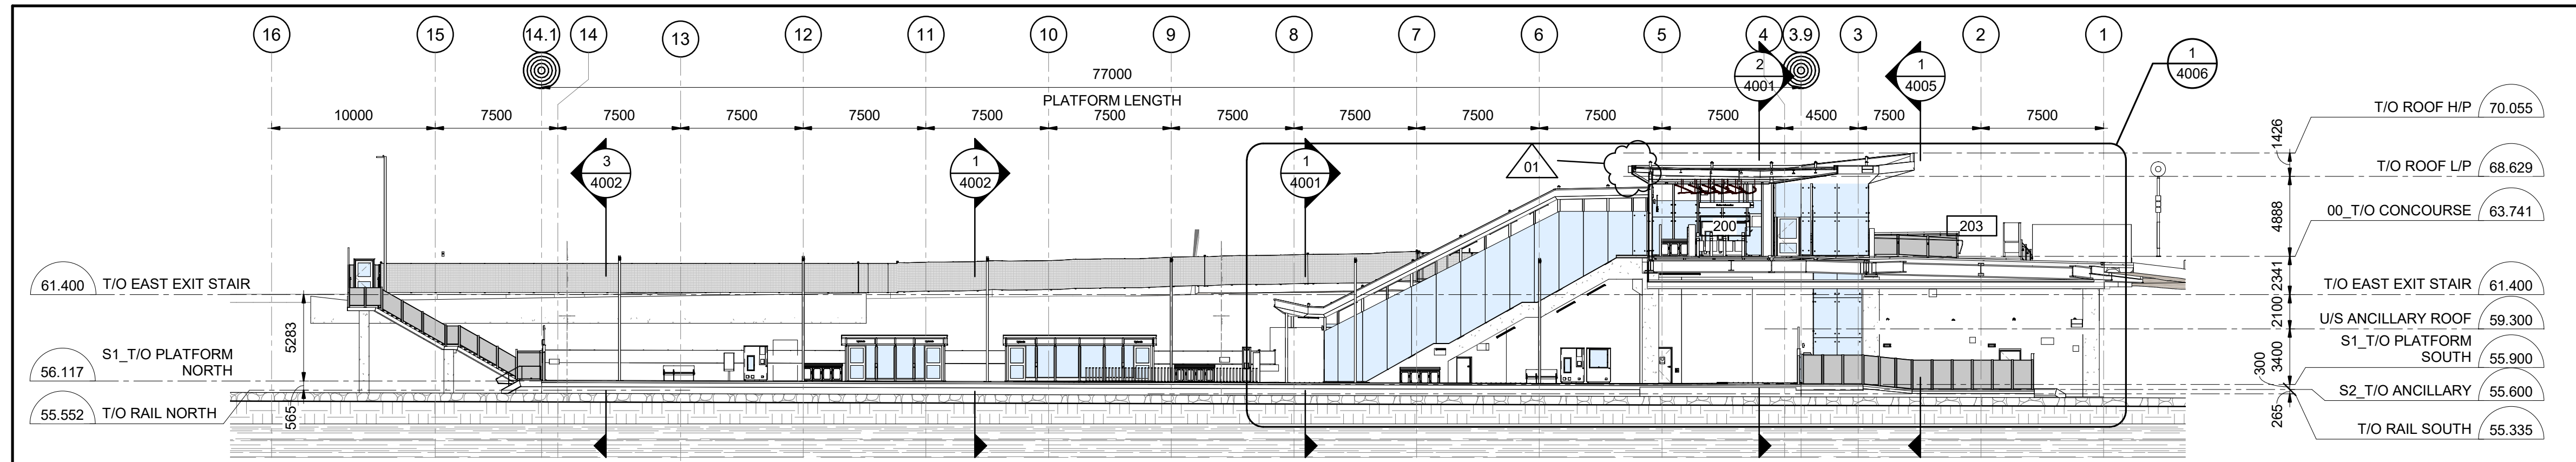 16 15 14.1 14 13 12 11 10 9 8 7 6 5 4 3.9 3 2 1
77000
PLATFORM LENGTH
10000 7500 7500 7500 7500 7500 7500 7500 7500 7500 7500 7500 4500 7500 7500
3
4002
1
4002
1
4001
2
4001
1
4005
1
4006
01
200
203
61.400 T/O EAST EXIT STAIR
5283
S1_T/O PLATFORM
NORTH
56.117
55.552 T/O RAIL NORTH
565
T/O ROOF H/P 70.055
1426
T/O ROOF L/P 68.629
4888
00_T/O CONCOURSE 63.741
2341
T/O EAST EXIT STAIR 61.400
2100
U/S ANCILLARY ROOF 59.300
3400
S1_T/O PLATFORM
SOUTH 55.900
300
S2_T/O ANCILLARY 55.600
265
T/O RAIL SOUTH 55.335